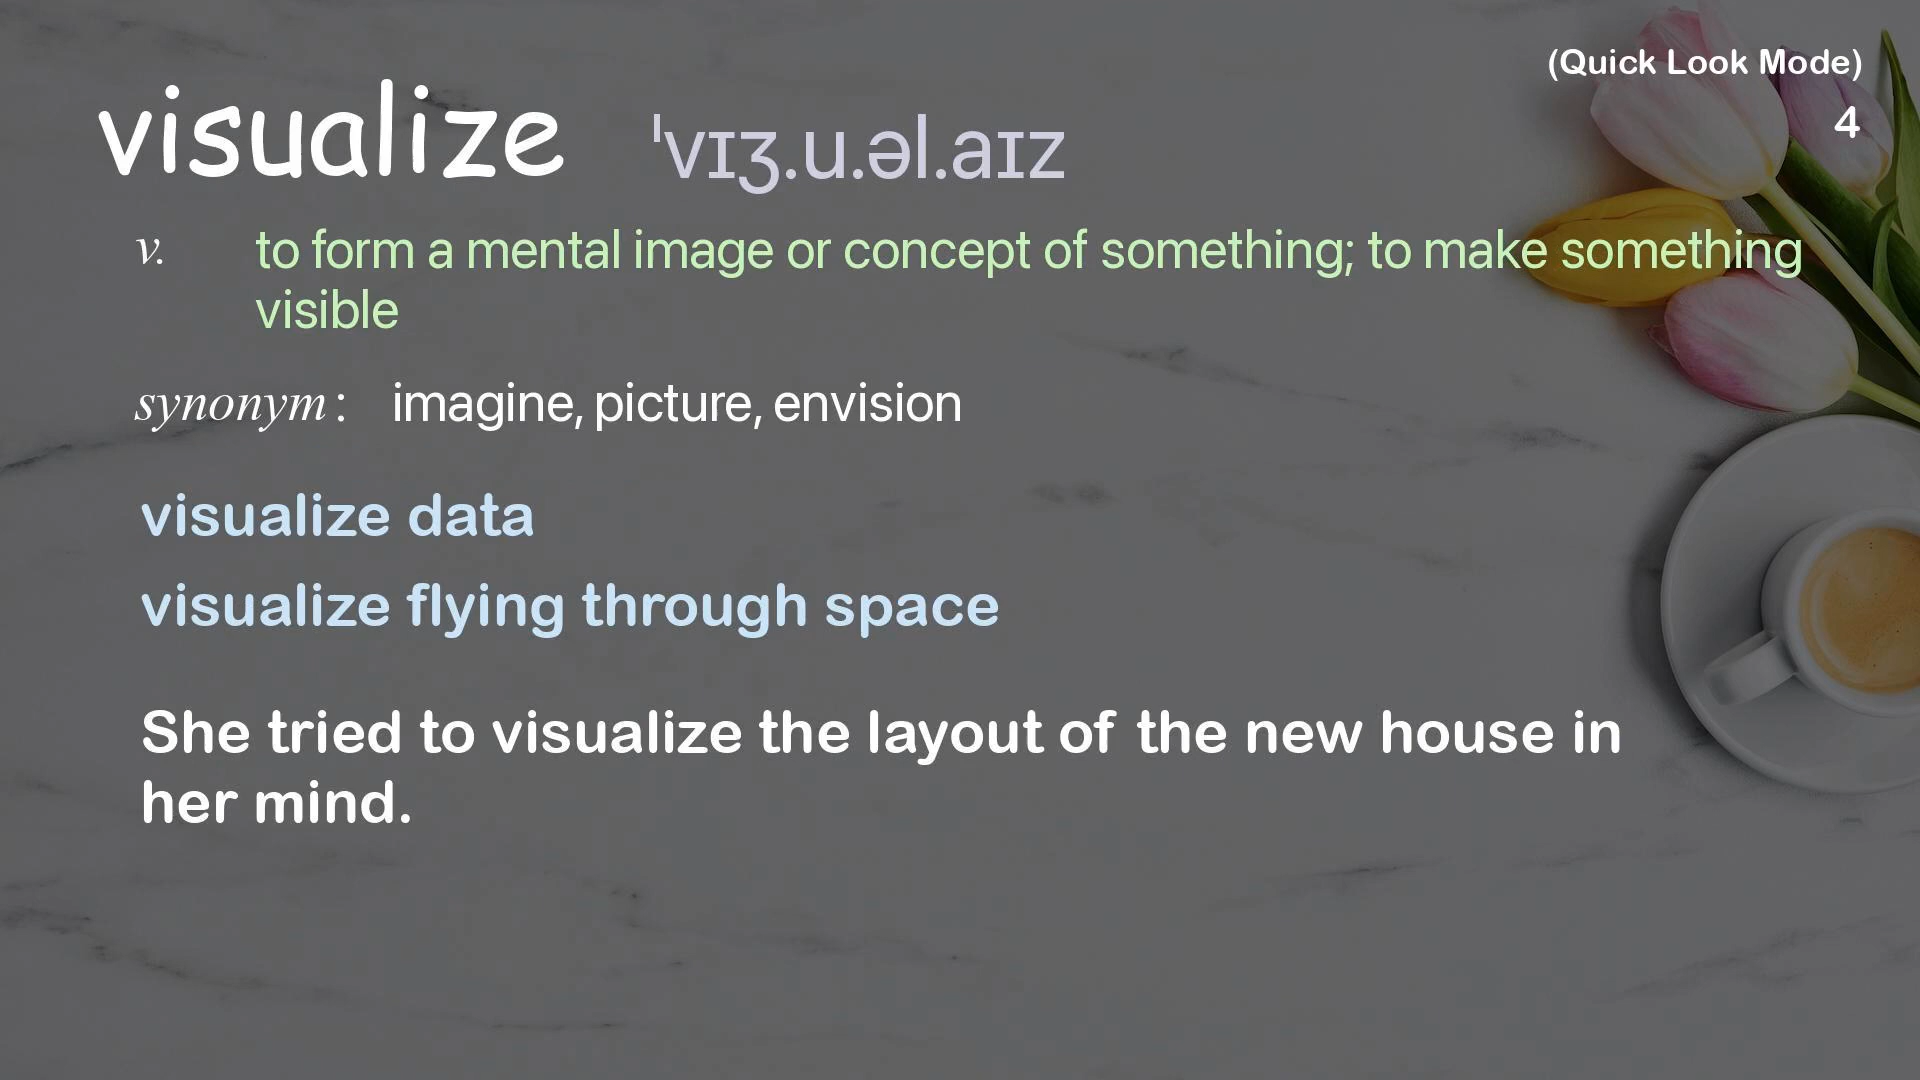 (Quick Look Mode)
4
visualize ˈvɪʒ.u.əl.aɪz
v. to form a mental image or concept of something; to make something
visible
synonym: imagine, picture, envision
visualize data
visualize flying through space
She tried to visualize the layout of the new house in
her mind.